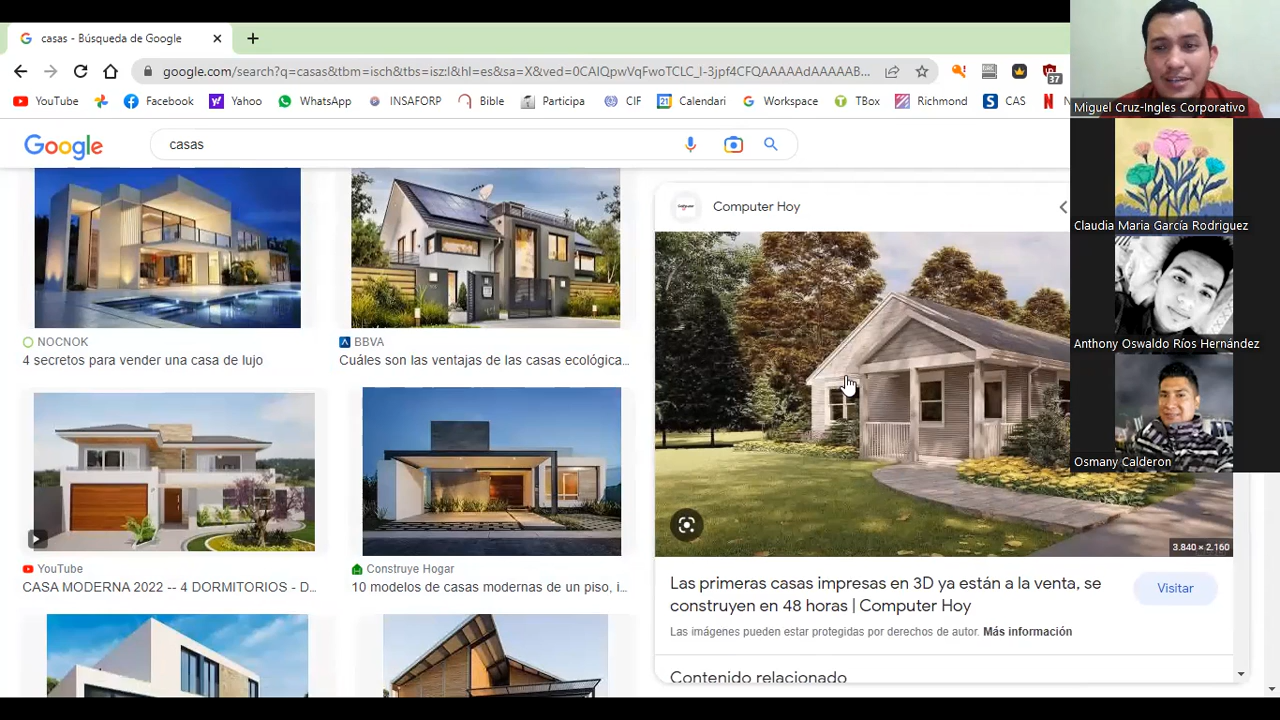 casas - Búsqueda de Google
google.com/search?q=casas&tbm=isch&tbs=isz:l&hl=es&sa=X&ved=0CAIQpwVqFwoTCLC_l-3jpf4CFQAAAAAdAAAAAB...
37
YouTube Facebook Yahoo WhatsApp INSAFORP Bible Participa CIF Calendari Workspace TBox Richmond CAS N
Google
casas
NOCNOK
4 secretos para vender una casa de lujo
BBVA
Cuáles son las ventajas de las casas ecológica...
YouTube
CASA MODERNA 2022 -- 4 DORMITORIOS - D...
Construye Hogar
10 modelos de casas modernas de un piso, i...
Computer Hoy
3.840 × 2.160
Las primeras casas impresas en 3D ya están a la venta, se
construyen en 48 horas | Computer Hoy
Visitar
Las imágenes pueden estar protegidas por derechos de autor. Más información
Contenido relacionado
Miguel Cruz-Ingles Corporativo
Claudia Maria García Rodriguez
Anthony Oswaldo Ríos Hernández
Osmany Calderon